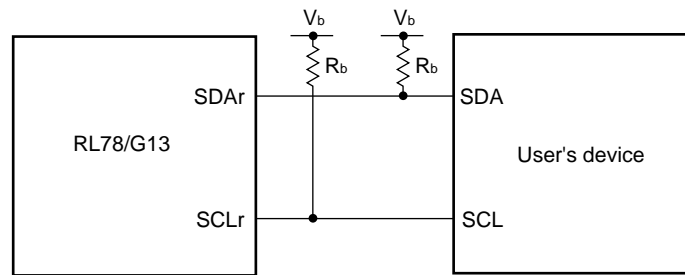 Vb Vb
Rb Rb
SDAr SDA
RL78/G13 User's device
SCLr SCL